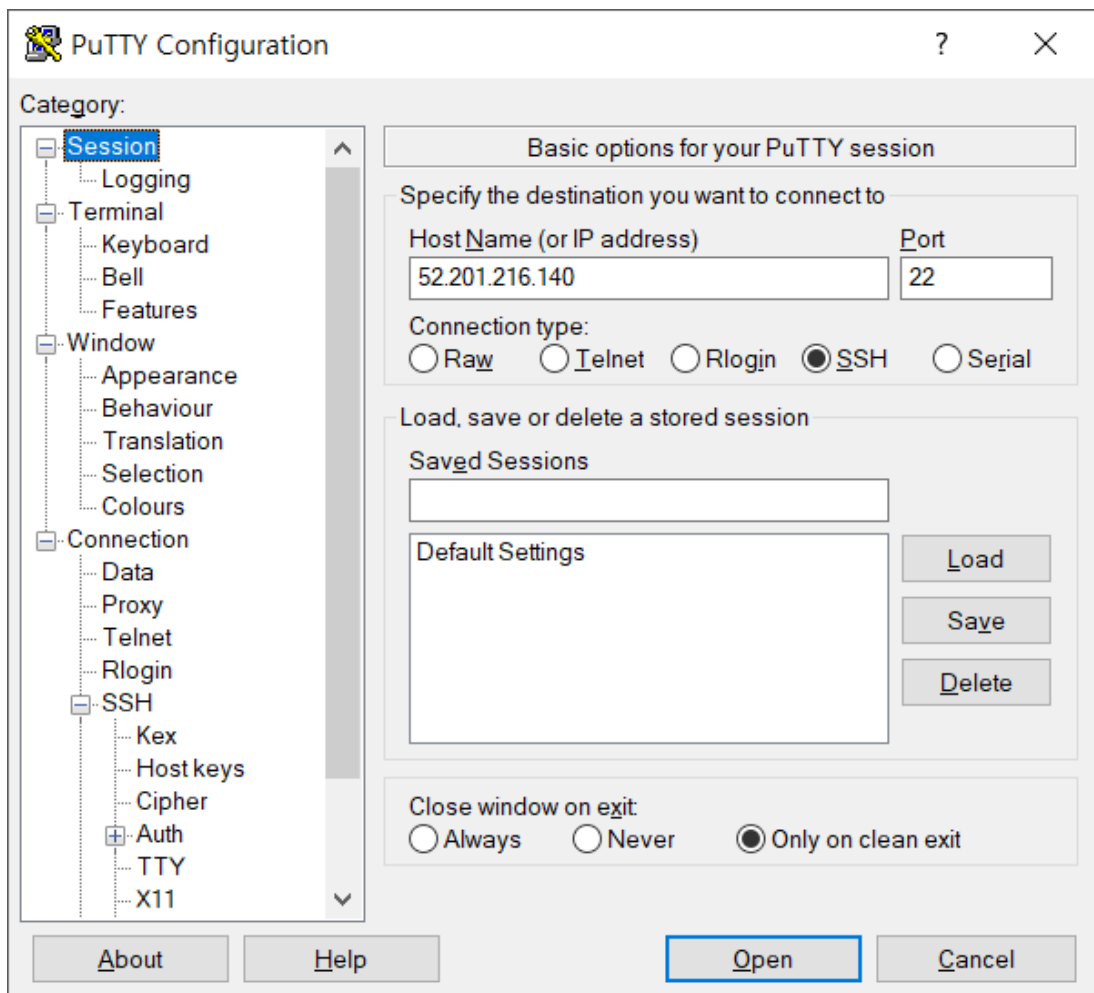 PuTTY Configuration
?
Category:
Session
Logging
Terminal
Keyboard
Bell
Features
Window
Appearance
Behaviour
Translation
Selection
Colours
Connection
Data
Proxy
Telnet
Rlogin
SSH
Kex
Host keys
Cipher
Auth
TTY
X11
Basic options for your PuTTY session
Specify the destination you want to connect to
Host Name (or IP address) Port
52.201.216.140 22
Connection type:
Raw Telnet Rlogin SSH Serial
Load, save or delete a stored session
Saved Sessions
Default Settings
Load
Save
Delete
Close window on exit:
Always Never Only on clean exit
About Help Open Cancel